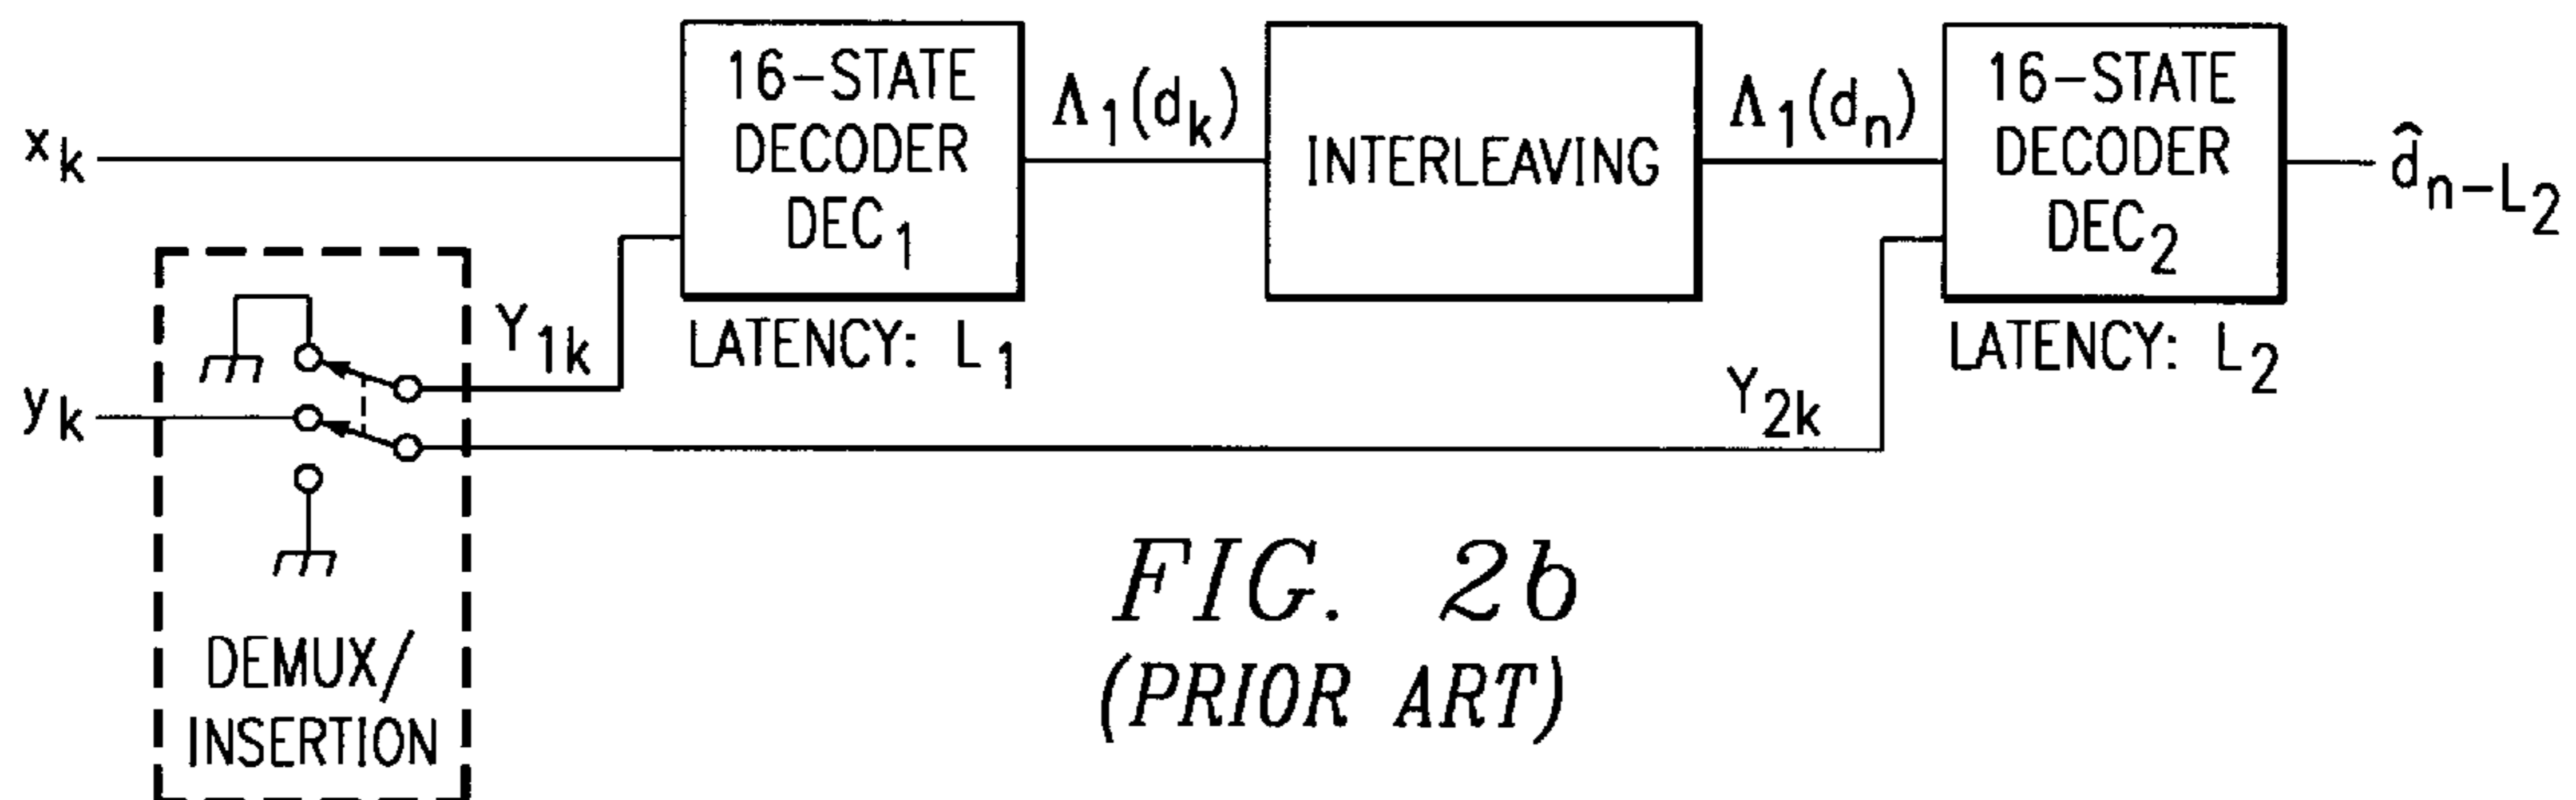 x_k
16-STATE
DECODER
DEC_1
LATENCY: L_1
Λ_1(d_k)
INTERLEAVING
Λ_1(d_n)
16-STATE
DECODER
DEC_2
LATENCY: L_2
d̂_{n-L_2}
y_k
Y_{1k}
Y_{2k}
DEMUX/
INSERTION
FIG. 2b
(PRIOR ART)